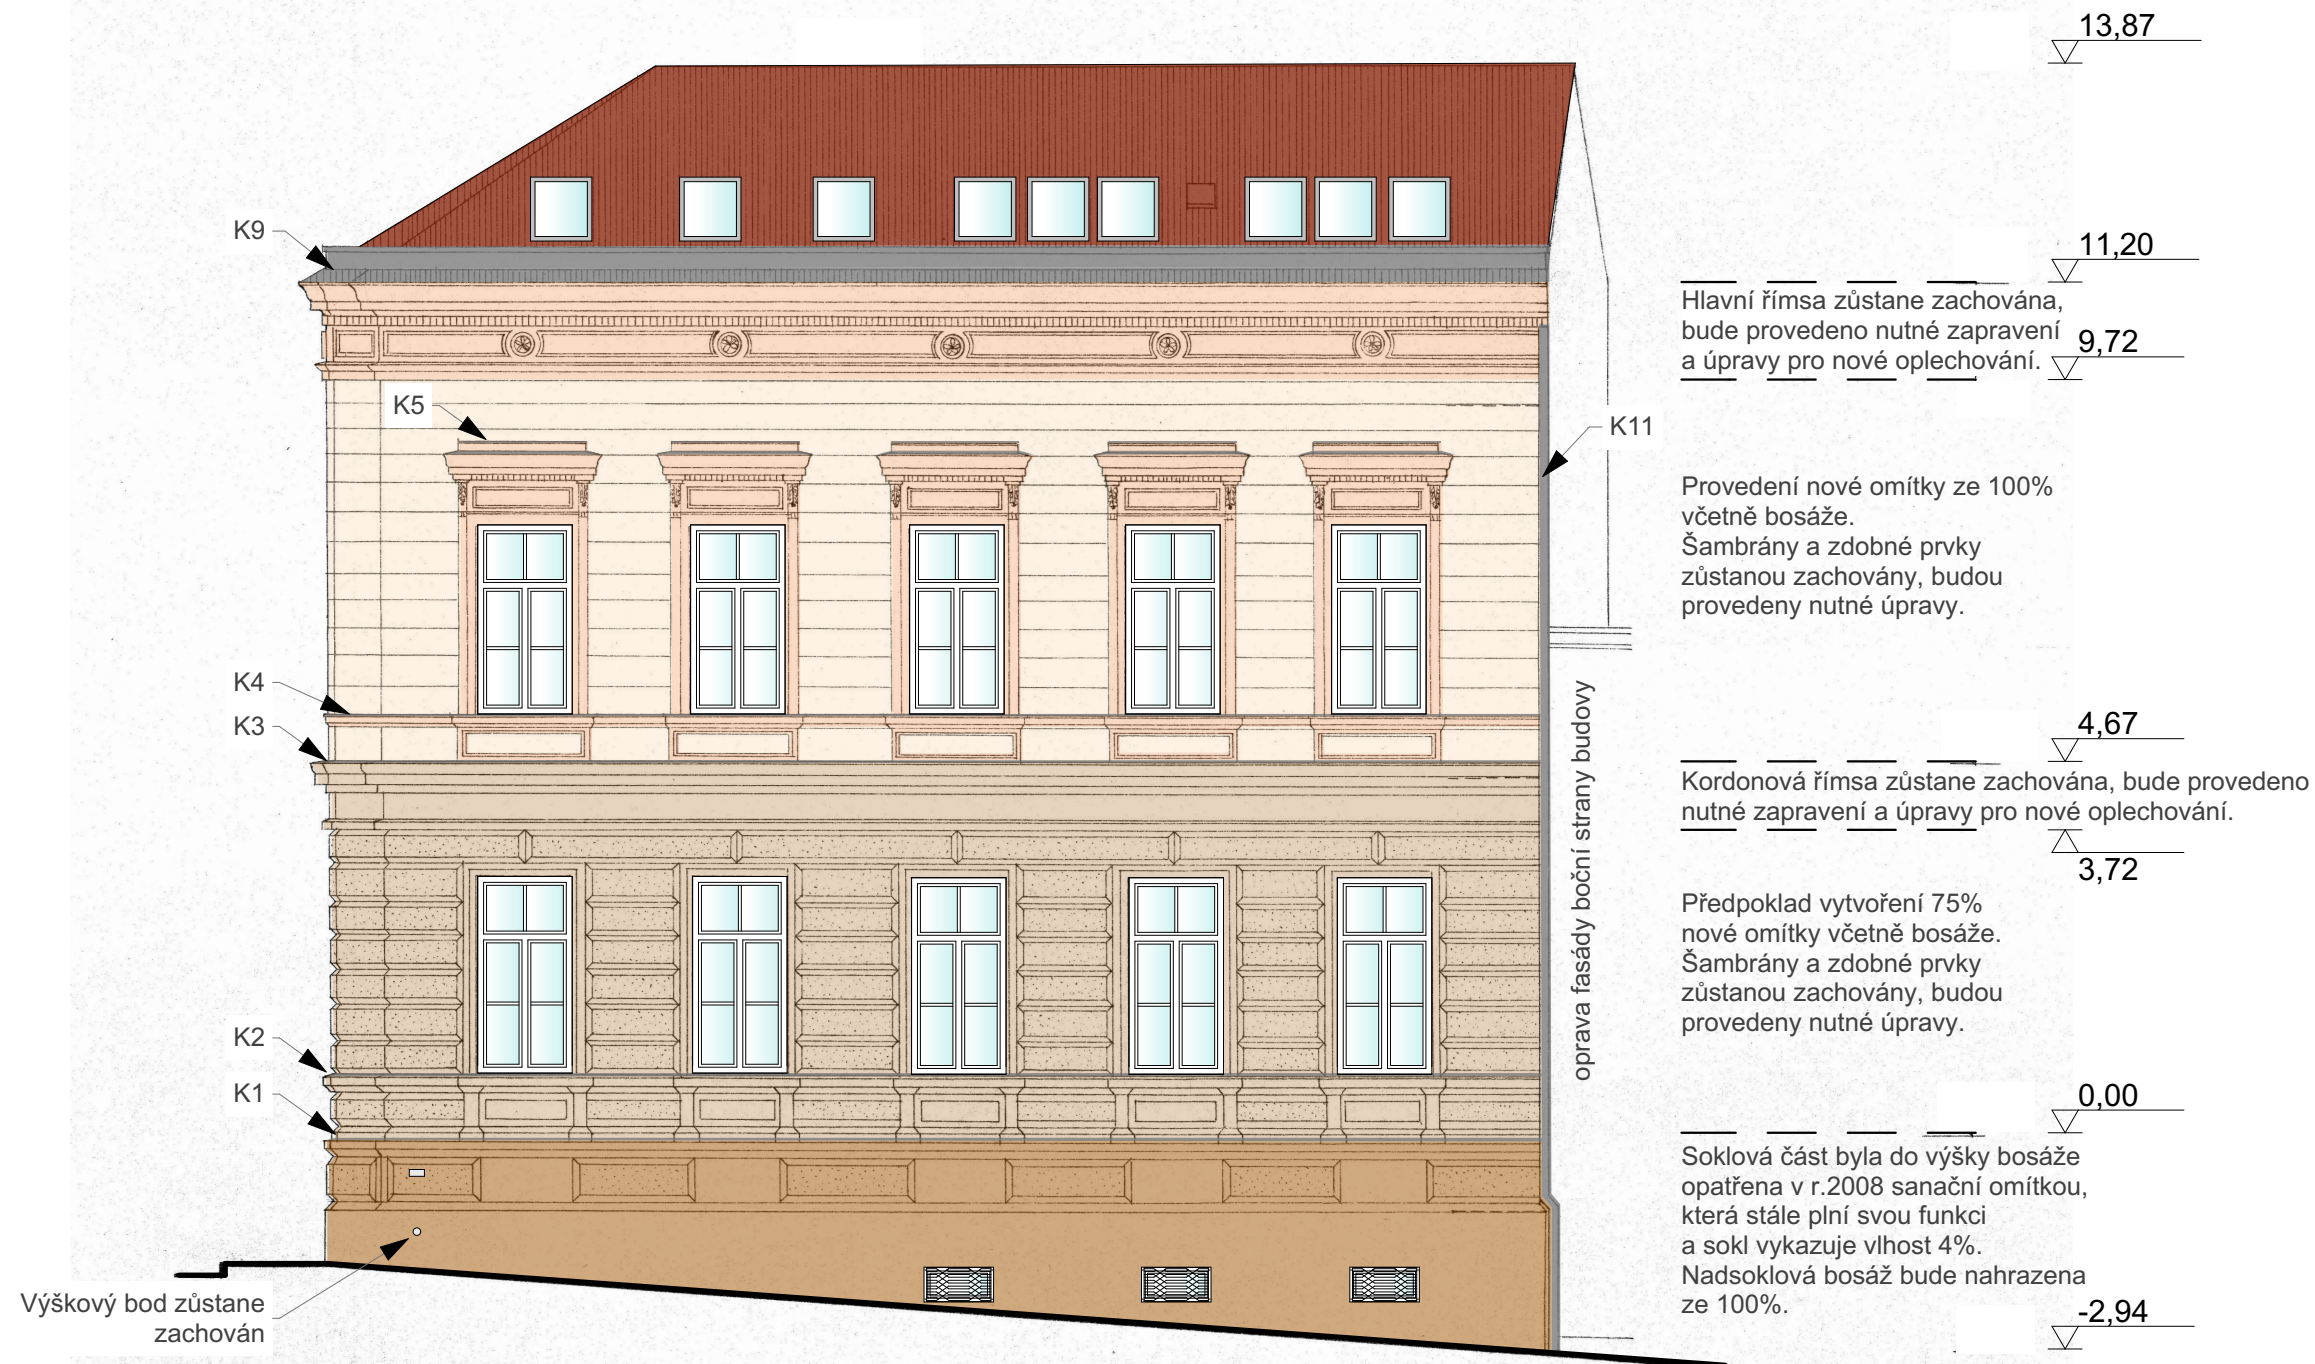 13,87
K9
11,20
Hlavní římsa zůstane zachována,
bude provedeno nutné zapravení
a úpravy pro nové oplechování.
9,72
K5
K11
Provedení nové omítky ze 100%
včetně bosáže.
Šambrány a zdobné prvky
zůstanou zachovány, budou
provedeny nutné úpravy.
K4
K3
oprava fasády boční strany budovy
4,67
Kordonová římsa zůstane zachována, bude provedeno
nutné zapravení a úpravy pro nové oplechování.
3,72
Předpoklad vytvoření 75%
nové omítky včetně bosáže.
Šambrány a zdobné prvky
zůstanou zachovány, budou
provedeny nutné úpravy.
K2
K1
0,00
Soklová část byla do výšky bosáže
opatřena v r.2008 sanační omítkou,
která stále plní svou funkci
a sokl vykazuje vlhost 4%.
Nadsoklová bosáž bude nahrazena
ze 100%.
-2,94
Výškový bod zůstane
zachován